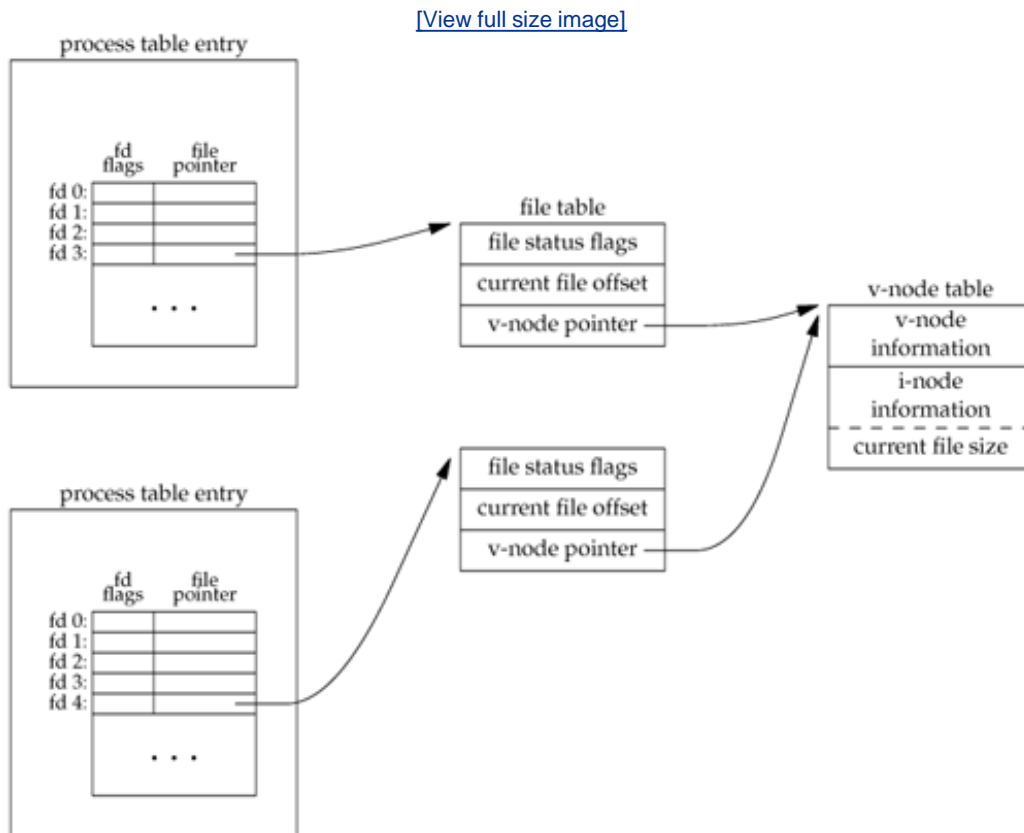 [View full size image]
process table entry
fd
flags
file
pointer
fd 0:
fd 1:
fd 2:
fd 3:
. . .
file table
file status flags
current file offset
v-node pointer
v-node table
v-node
information
i-node
information
current file size
process table entry
fd
flags
file
pointer
fd 0:
fd 1:
fd 2:
fd 3:
fd 4:
. . .
file status flags
current file offset
v-node pointer